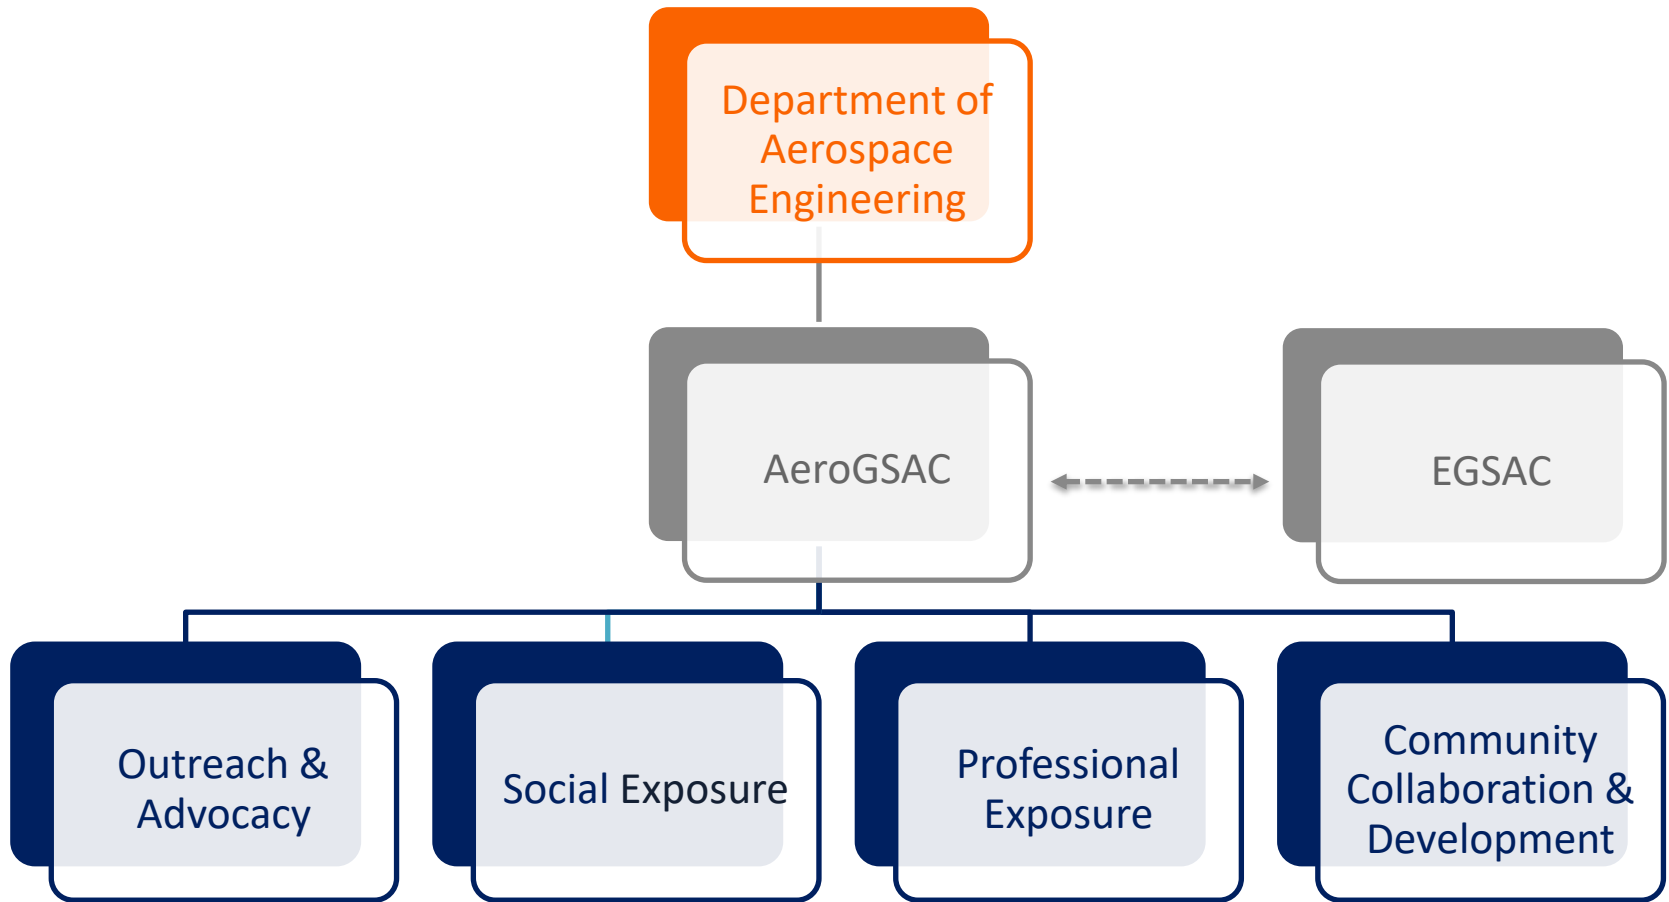 Department of
Aerospace
Engineering
AeroGSAC
EGSAC
Outreach &
Advocacy
Social Exposure
Professional
Exposure
Community
Collaboration &
Development